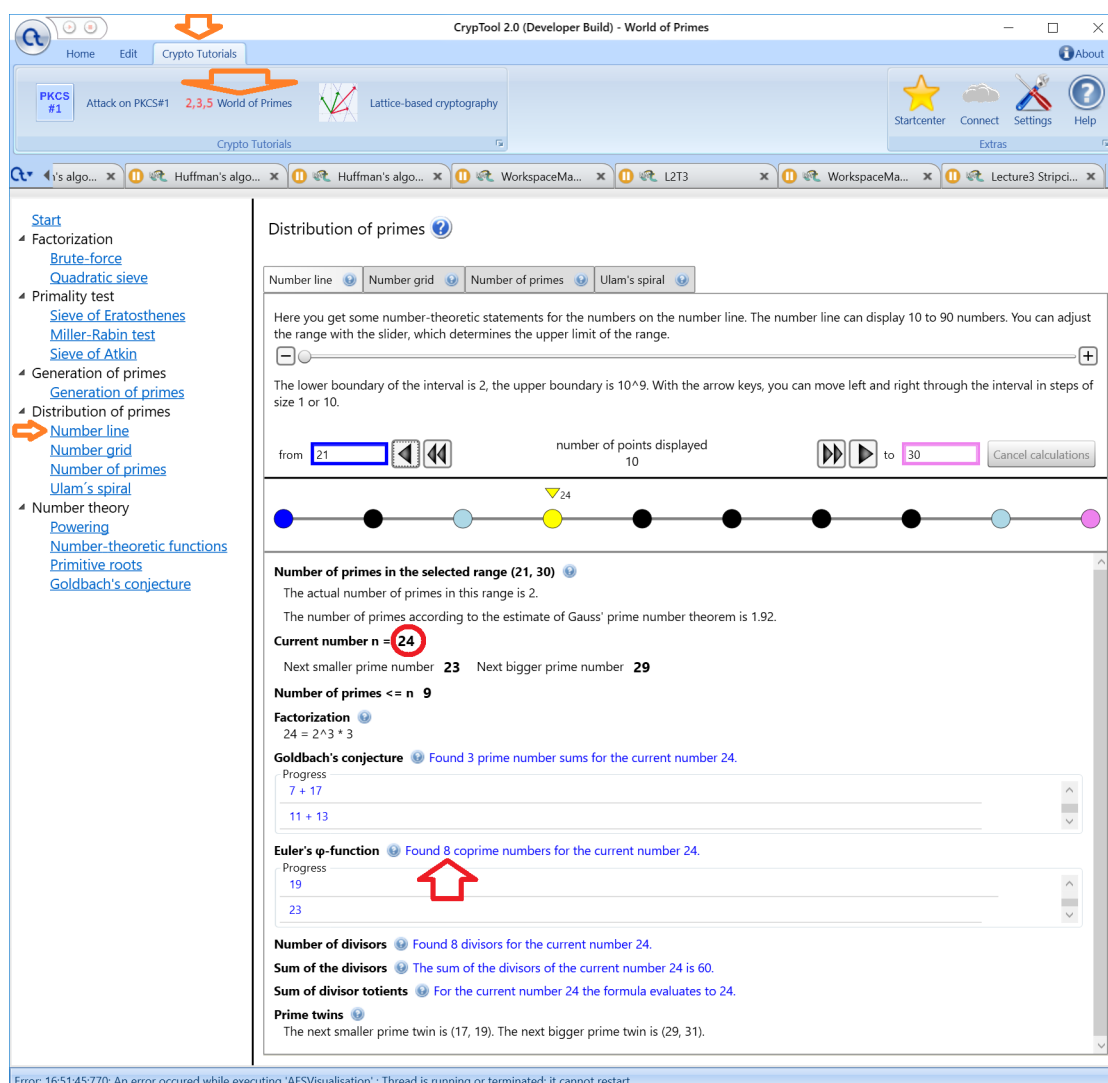 CrypTool 2.0 (Developer Build) - World of Primes
Home Edit Crypto Tutorials About
PKCS #1 Attack on PKCS#1 2,3,5 World of Primes Lattice-based cryptography Startcenter Connect Settings Help
Crypto Tutorials Extras
n's algo... Huffman's algo... Huffman's algo... WorkspaceMa... L2T3 WorkspaceMa... Lecture3 Stripci...
Start
Factorization
Brute-force
Quadratic sieve
Primality test
Sieve of Eratosthenes
Miller-Rabin test
Sieve of Atkin
Generation of primes
Generation of primes
Distribution of primes
Number line
Number grid
Number of primes
Ulam´s spiral
Number theory
Powering
Number-theoretic functions
Primitive roots
Goldbach's conjecture
Distribution of primes
Number line Number grid Number of primes Ulam's spiral
Here you get some number-theoretic statements for the numbers on the number line. The number line can display 10 to 90 numbers. You can adjust
the range with the slider, which determines the upper limit of the range.
The lower boundary of the interval is 2, the upper boundary is 10^9. With the arrow keys, you can move left and right through the interval in steps of
size 1 or 10.
from 21 number of points displayed to 30 Cancel calculations
10
24
Number of primes in the selected range (21, 30)
The actual number of primes in this range is 2.
The number of primes according to the estimate of Gauss' prime number theorem is 1.92.
Current number n = 24
Next smaller prime number 23 Next bigger prime number 29
Number of primes <= n 9
Factorization
24 = 2^3 * 3
Goldbach's conjecture Found 3 prime number sums for the current number 24.
Progress
7 + 17
11 + 13
Euler's φ-function Found 8 coprime numbers for the current number 24.
Progress
19
23
Number of divisors Found 8 divisors for the current number 24.
Sum of the divisors The sum of the divisors of the current number 24 is 60.
Sum of divisor totients For the current number 24 the formula evaluates to 24.
Prime twins
The next smaller prime twin is (17, 19). The next bigger prime twin is (29, 31).
Error: 16:51:45:770: An error occured while executing 'AESVisualisation' : Thread is running or terminated; it cannot restart.